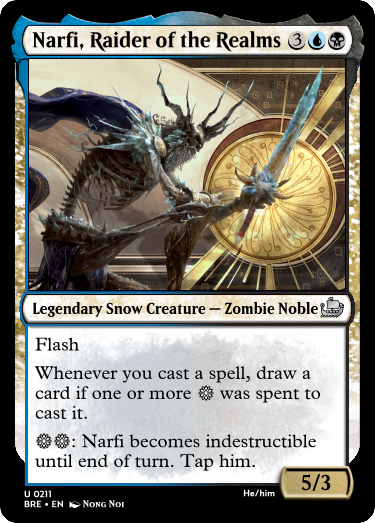 Narfi, Raider of the Realms 3
Legendary Snow Creature — Zombie Noble
Flash
Whenever you cast a spell, draw a
card if one or more was spent to
cast it.
: Narfi becomes indestructible
until end of turn. Tap him.
5/3
U 0211
He/him
BRE • EN Nong Noi